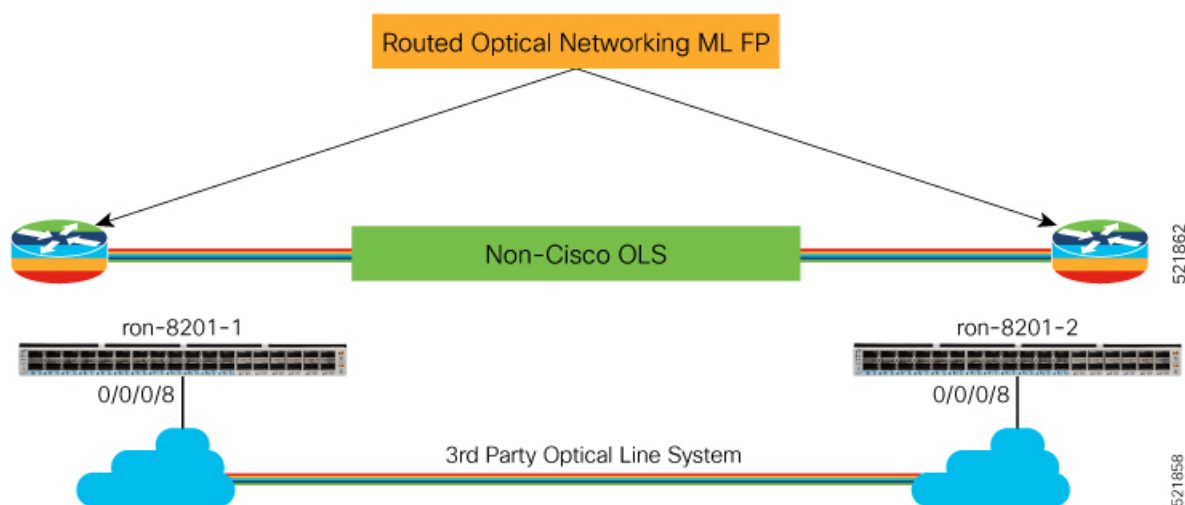 Routed Optical Networking ML FP
Non-Cisco OLS
521862
ron-8201-1
ron-8201-2
0/0/0/8
0/0/0/8
3rd Party Optical Line System
521858